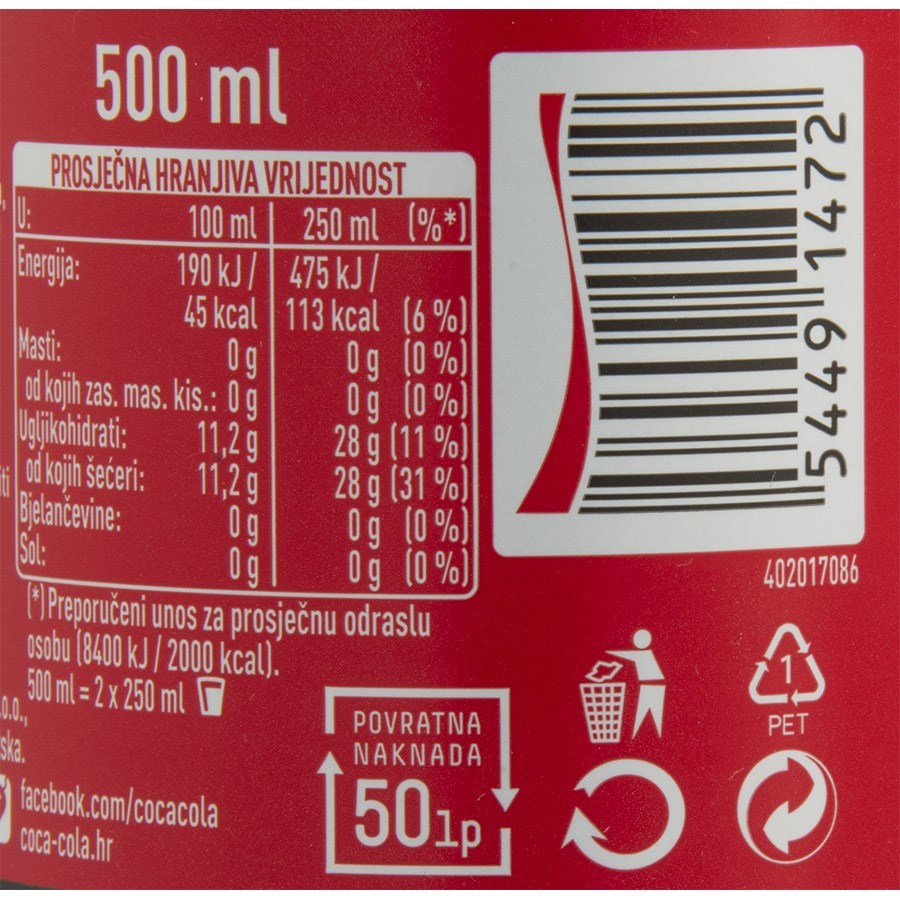 500 ml
PROSJEČNA HRANJIVA VRIJEDNOST
U: 100 ml 250 ml (%*)
Energija: 190 kJ / 475 kJ /
45 kcal 113 kcal (6 %)
Masti: 0 g 0 g (0 %)
od kojih zas. mas. kis.: 0 g 0 g (0 %)
Ugljikohidrati: 11,2 g 28 g (11 %)
od kojih šećeri: 11,2 g 28 g (31 %)
Bjelančevine: 0 g 0 g (0 %)
Sol: 0 g 0 g (0 %)
(*) Preporučeni unos za prosječnu odraslu
osobu (8400 kJ / 2000 kcal).
500 ml = 2 x 250 ml
facebook.com/cocacola
coca-cola.hr
POVRATNA
NAKNADA
50lp
5449 1472
402017086
1
PET